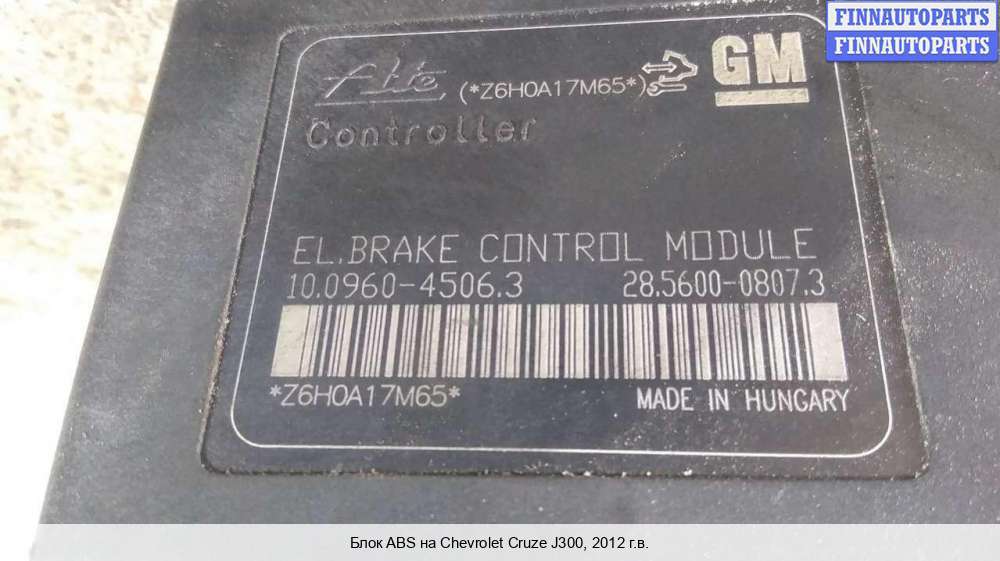 FINNAUTOPARTS
FINNAUTOPARTS
Ate (*Z6H0A17M65*) GM
Controller
EL.BRAKE CONTROL MODULE
10.0960-4506.3 28.5600-0807.3
*Z6H0A17M65* MADE IN HUNGARY
Блок ABS на Chevrolet Cruze J300, 2012 г.в.